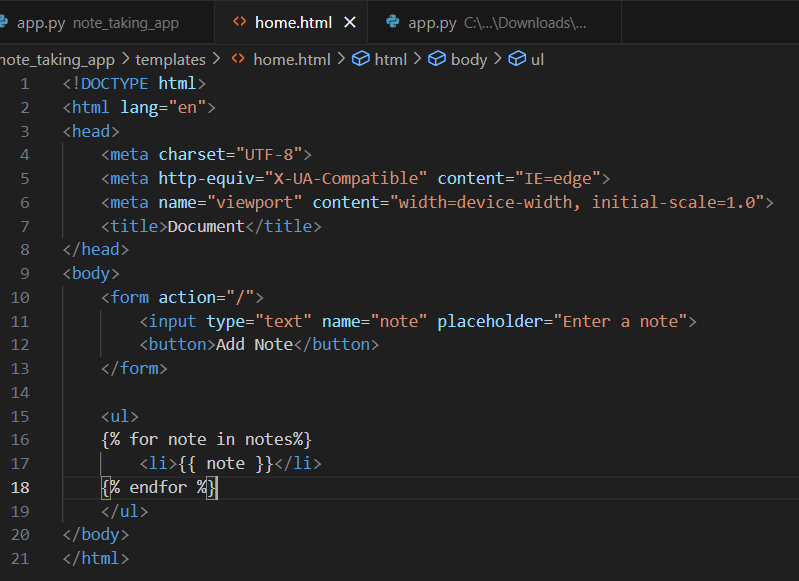 app.py note_taking_app home.html app.py C:\...\Downloads\...
note_taking_app > templates > home.html > html > body > ul
1 <!DOCTYPE html>
2 <html lang="en">
3 <head>
4 <meta charset="UTF-8">
5 <meta http-equiv="X-UA-Compatible" content="IE=edge">
6 <meta name="viewport" content="width=device-width, initial-scale=1.0">
7 <title>Document</title>
8 </head>
9 <body>
10 <form action="/">
11 <input type="text" name="note" placeholder="Enter a note">
12 <button>Add Note</button>
13 </form>
14
15 <ul>
16 {% for note in notes%}
17 <li>{{ note }}</li>
18 {% endfor %}
19 </ul>
20 </body>
21 </html>